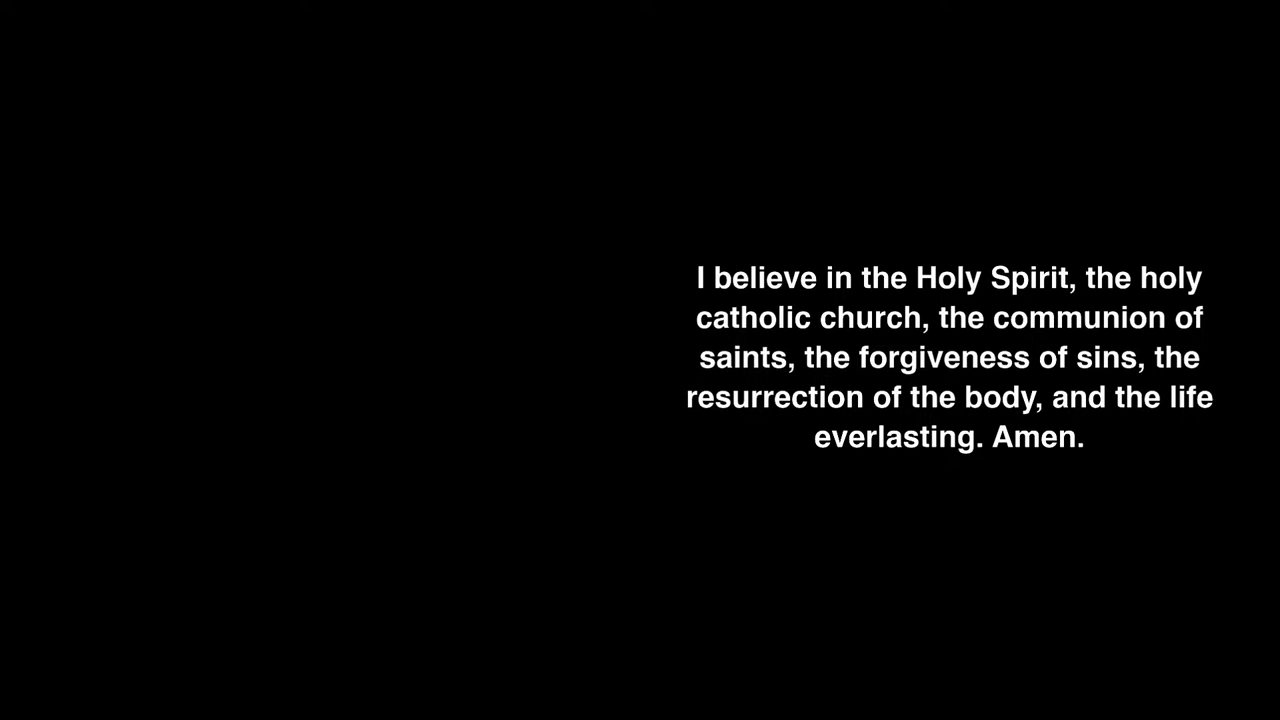 I believe in the Holy Spirit, the holy
catholic church, the communion of
saints, the forgiveness of sins, the
resurrection of the body, and the life
everlasting. Amen.